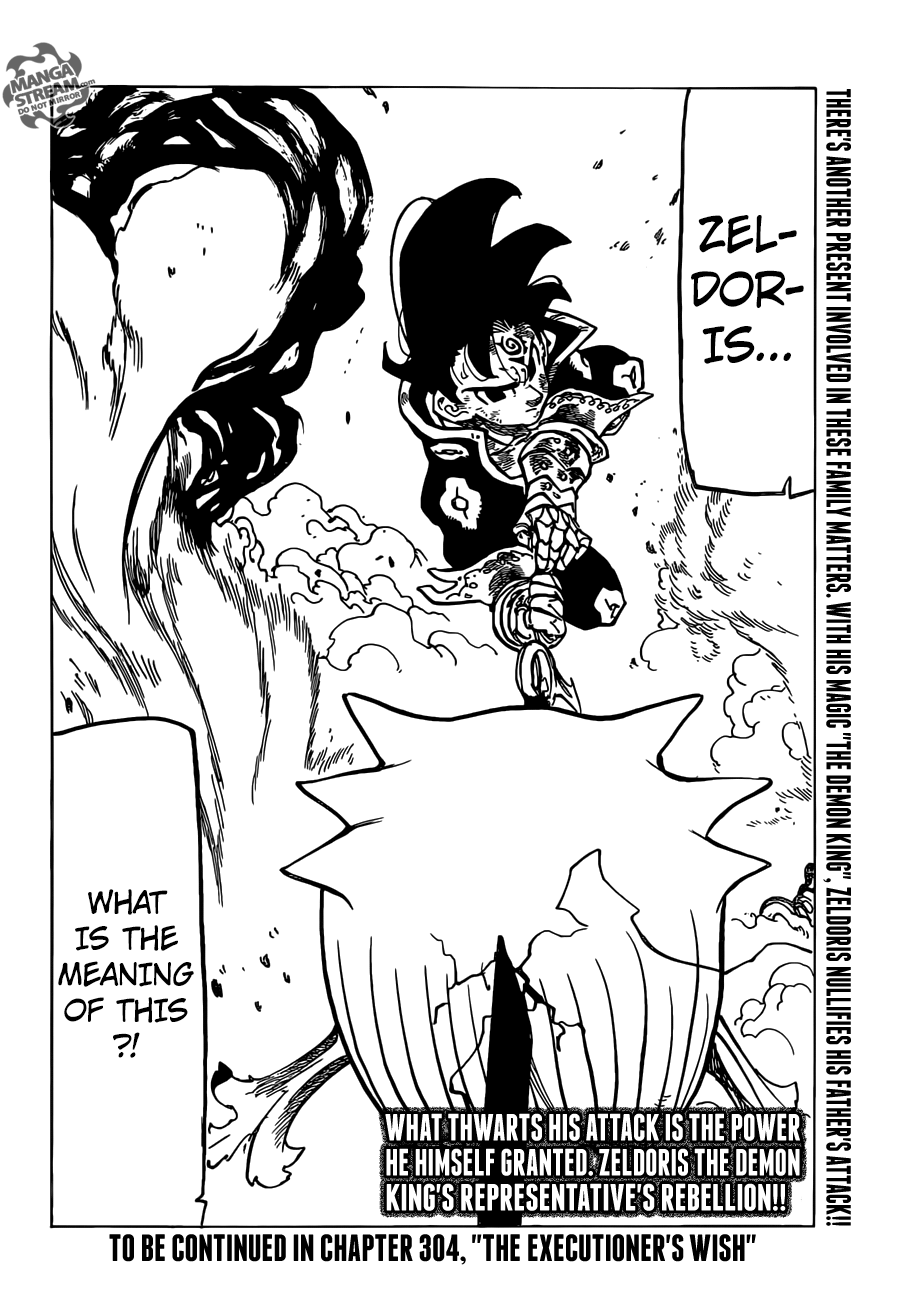 MANGA
STREAM.com
DO NOT MIRROR
THERE'S ANOTHER PRESENT INVOLVED IN THESE FAMILY MATTERS. WITH HIS MAGIC "THE DEMON KING", ZELDORIS NULLIFIES HIS FATHER'S ATTACK!!
ZEL-
DOR-
IS...
WHAT
IS THE
MEANING
OF THIS
?!
WHAT THWARTS HIS ATTACK IS THE POWER
HE HIMSELF GRANTED. ZELDORIS THE DEMON
KING'S REPRESENTATIVE'S REBELLION!!
TO BE CONTINUED IN CHAPTER 304, "THE EXECUTIONER'S WISH"